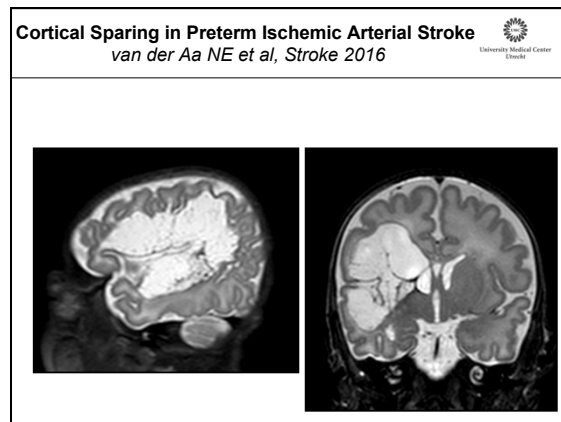 Cortical Sparing in Preterm Ischemic Arterial Stroke
van der Aa NE et al, Stroke 2016
University Medical Center
Utrecht